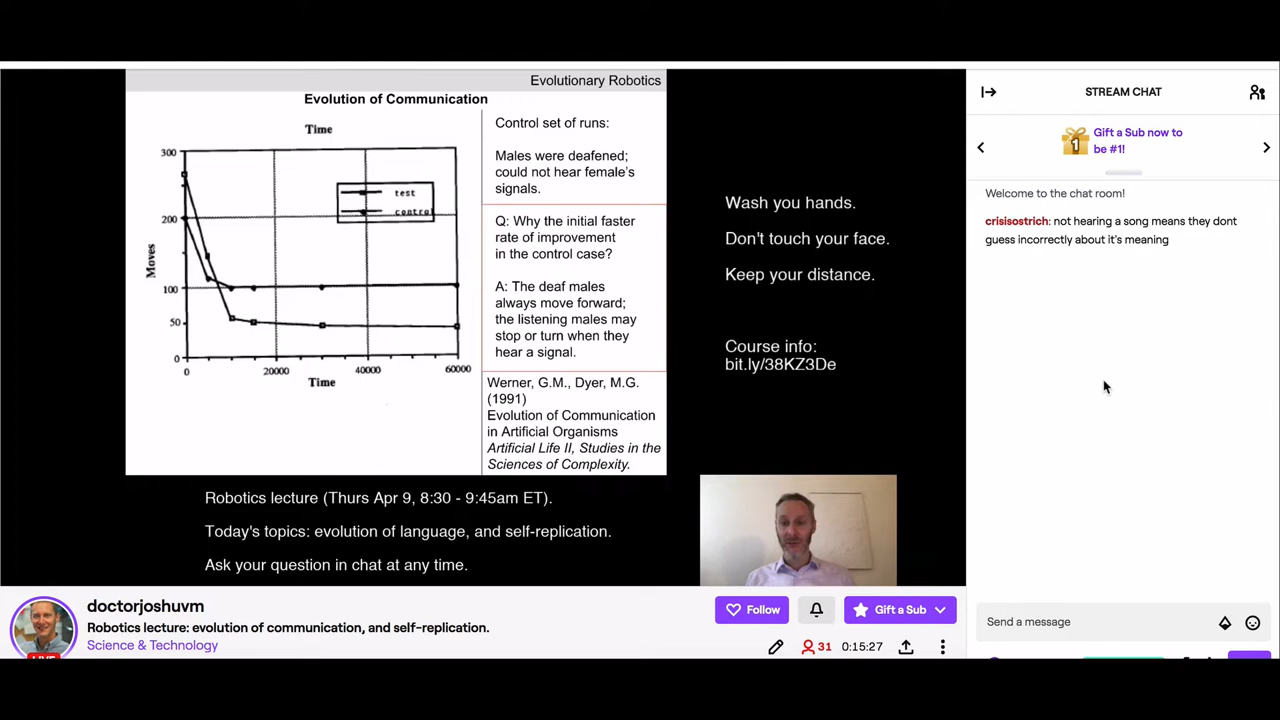 Evolutionary Robotics
Evolution of Communication
Time
300
200
100
50
0
Moves
test
control
0
20000
40000
60000
Time
Control set of runs:
Males were deafened;
could not hear female's
signals.
Q: Why the initial faster
rate of improvement
in the control case?
A: The deaf males
always move forward;
the listening males may
stop or turn when they
hear a signal.
Werner, G.M., Dyer, M.G.
(1991)
Evolution of Communication
in Artificial Organisms
Artificial Life II, Studies in the
Sciences of Complexity.
Wash you hands.
Don't touch your face.
Keep your distance.
Course info:
bit.ly/38KZ3De
Robotics lecture (Thurs Apr 9, 8:30 - 9:45am ET).
Today's topics: evolution of language, and self-replication.
Ask your question in chat at any time.
LIVE
doctorjoshuvm
Robotics lecture: evolution of communication, and self-replication.
Science & Technology
Follow
Gift a Sub
31
0:15:27
STREAM CHAT
1
Gift a Sub now to
be #1!
Welcome to the chat room!
crisisostrich: not hearing a song means they dont
guess incorrectly about it's meaning
Send a message